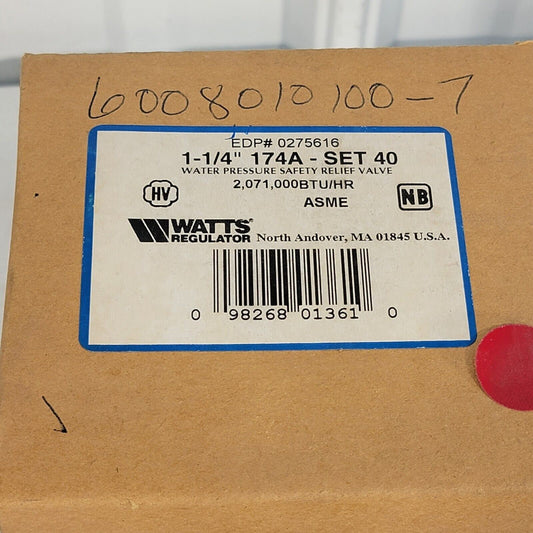 6008010100-7
EDP# 0275616
1-1/4" 174A - SET 40
WATER PRESSURE SAFETY RELIEF VALVE
2,071,000BTU/HR
HV
ASME
NB
WATTS®
REGULATOR North Andover, MA 01845 U.S.A.
0 98268 01361 0